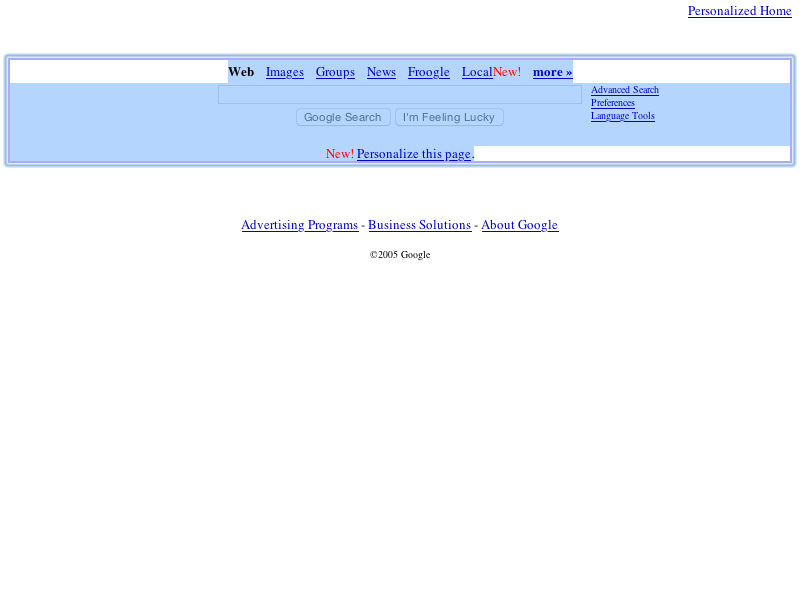 Personalized Home
Web Images Groups News Froogle LocalNew! more »
Advanced Search
Preferences
Language Tools
Google Search I'm Feeling Lucky
New! Personalize this page.
Advertising Programs - Business Solutions - About Google
©2005 Google